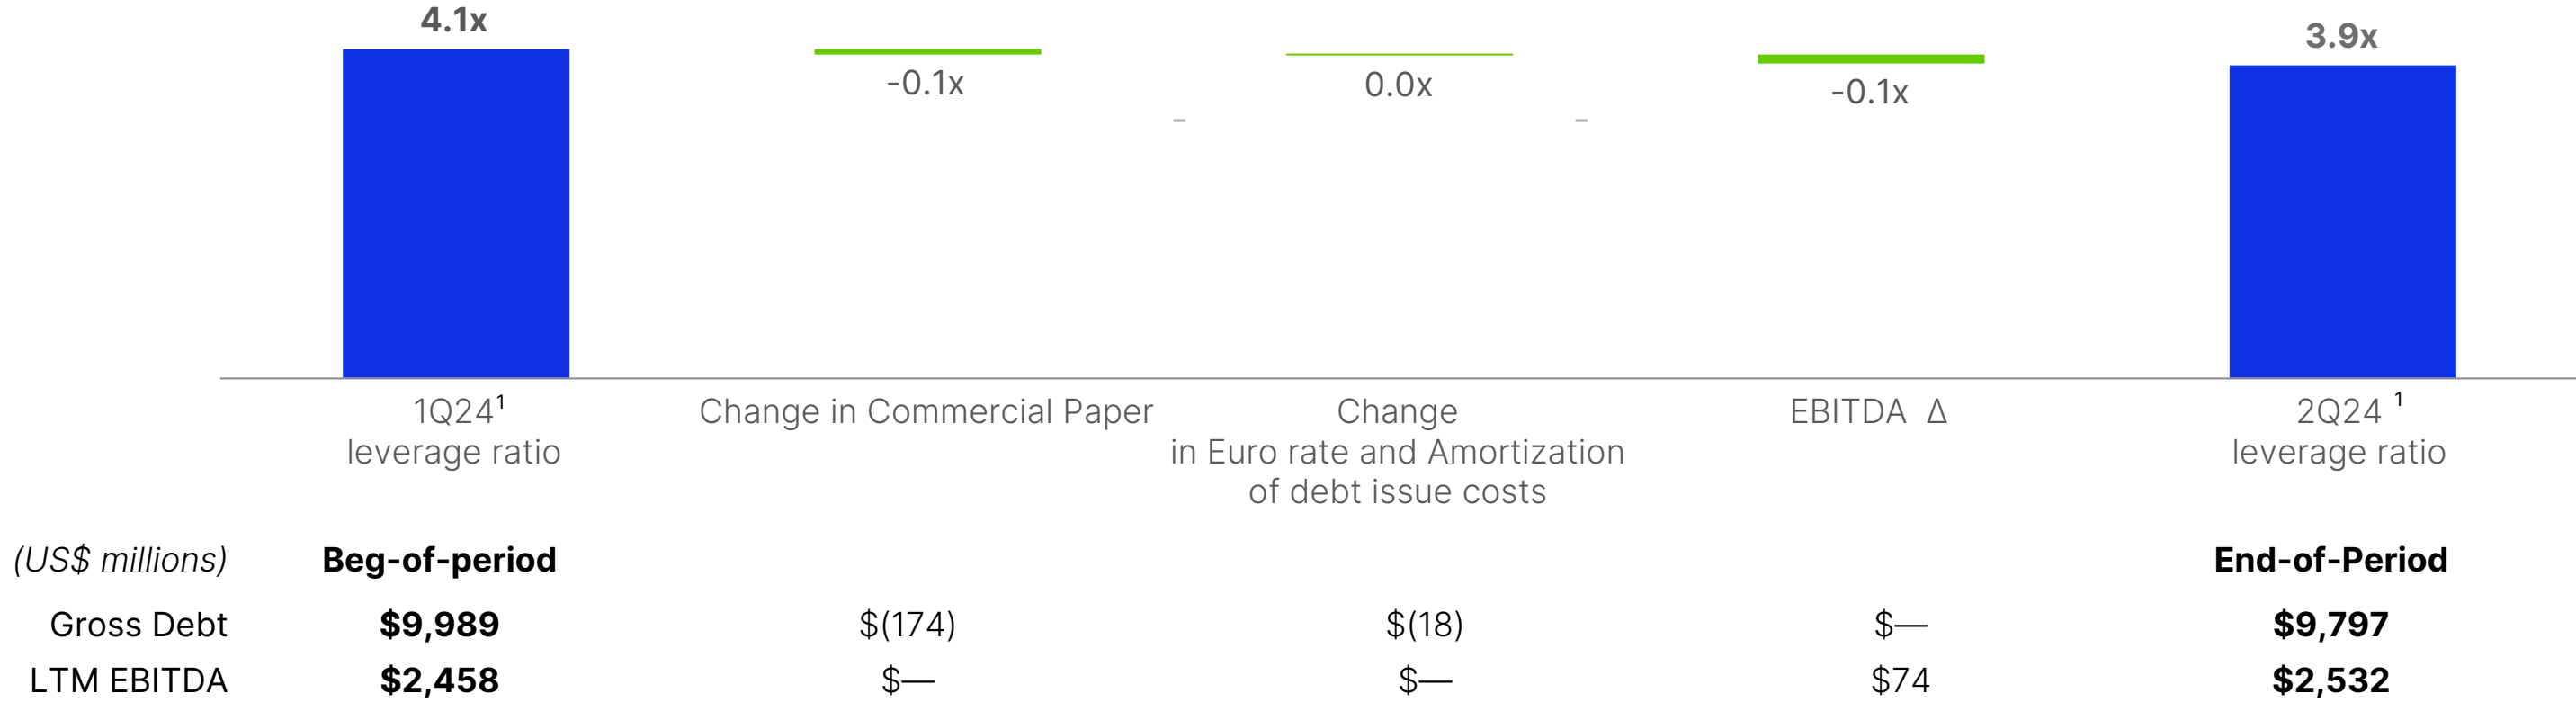 4.1x
3.9x
-0.1x
0.0x
-0.1x
-
-
1Q24¹
leverage ratio
Change in Commercial Paper
Change
in Euro rate and Amortization
of debt issue costs
EBITDA Δ
2Q24 ¹
leverage ratio
(US$ millions) Beg-of-period End-of-Period
Gross Debt $9,989 $(174) $(18) $— $9,797
LTM EBITDA $2,458 $— $— $74 $2,532